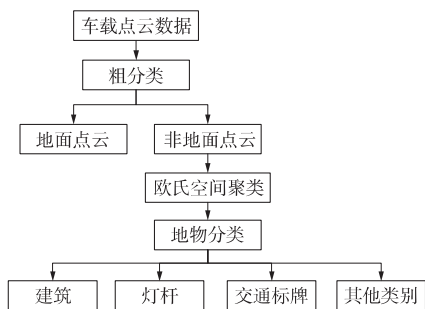 车载点云数据
粗分类
地面点云
非地面点云
欧氏空间聚类
地物分类
建筑
灯杆
交通标牌
其他类别